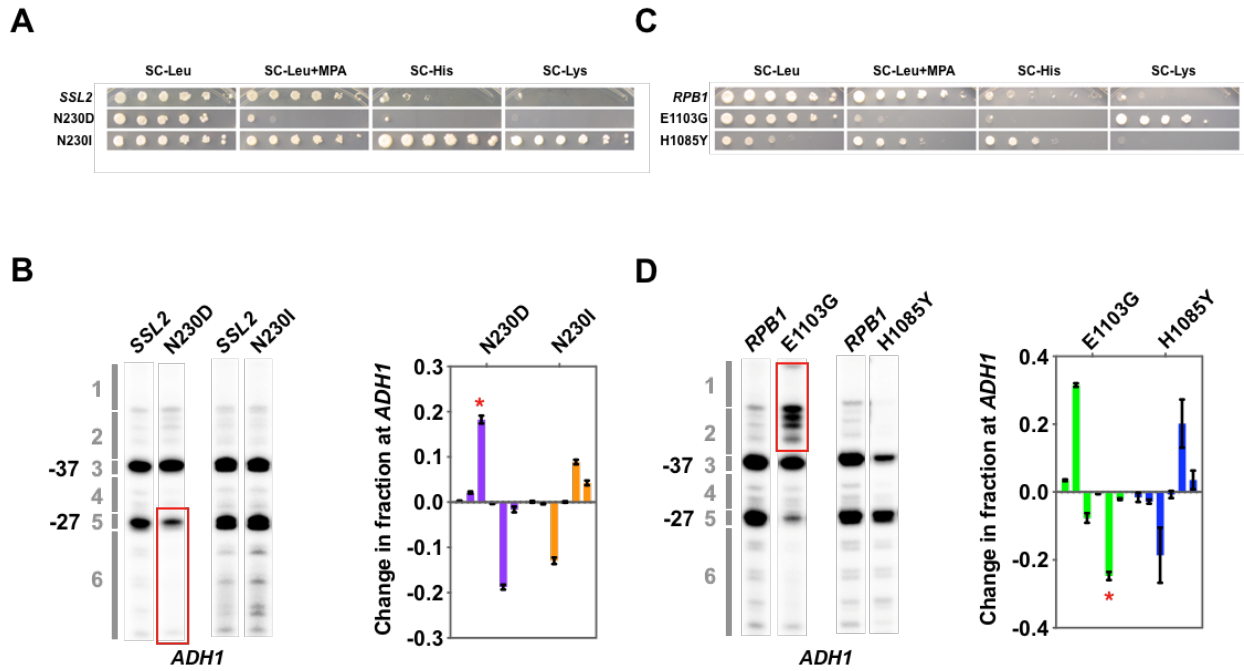 A
SC-Leu SC-Leu+MPA SC-His SC-Lys
SSL2
N230D
N230I
C
SC-Leu SC-Leu+MPA SC-His SC-Lys
RPB1
E1103G
H1085Y
B
SSL2 N230D SSL2 N230I
1
2
-37 3
4
-27 5
6
ADH1
N230D N230I
Change in fraction at ADH1
0.3
0.2
*
0.1
0.0
-0.1
-0.2
-0.3
D
RPB1 E1103G RPB1 H1085Y
1
2
-37 3
4
-27 5
6
ADH1
E1103G H1085Y
Change in fraction at ADH1
0.4
0.2
0.0
-0.2
*
-0.4